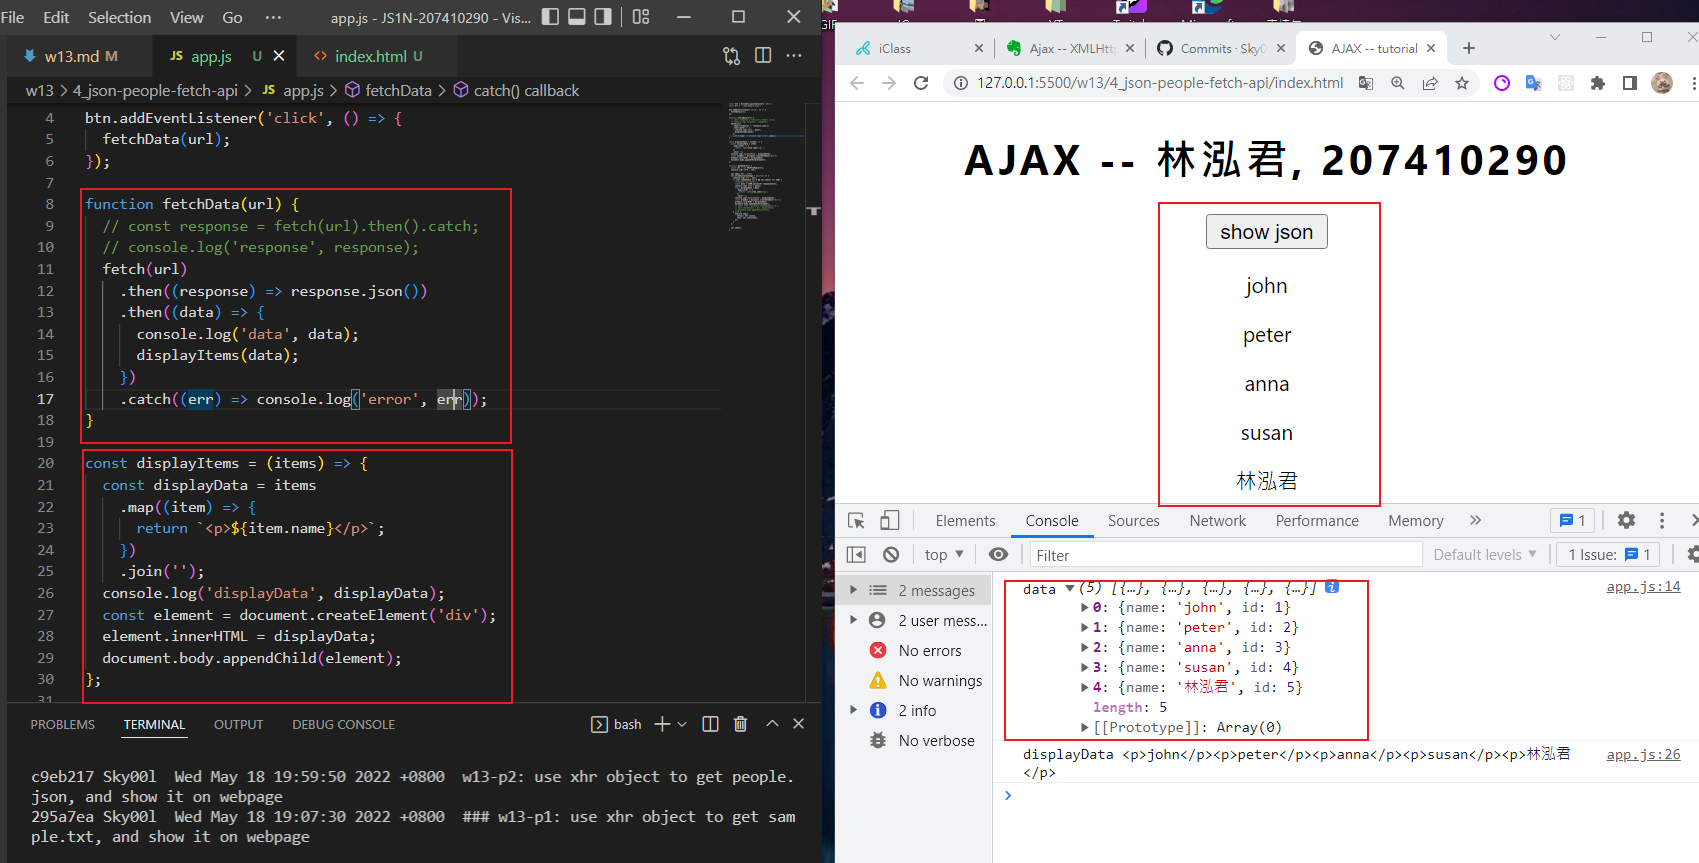 File Edit Selection View Go ··· app.js - JS1N-207410290 - Vis...
w13.md M
JS app.js U
<> index.html U
w13 > 4_json-people-fetch-api > JS app.js > fetchData > catch() callback
4 btn.addEventListener('click', () => {
5 fetchData(url);
6 });
7
8 function fetchData(url) {
9 // const response = fetch(url).then().catch;
10 // console.log('response', response);
11 fetch(url)
12 .then((response) => response.json())
13 .then((data) => {
14 console.log('data', data);
15 displayItems(data);
16 })
17 .catch((err) => console.log('error', err));
18 }
19
20 const displayItems = (items) => {
21 const displayData = items
22 .map((item) => {
23 return `<p>${item.name}</p>`;
24 })
25 .join('');
26 console.log('displayData', displayData);
27 const element = document.createElement('div');
28 element.innerHTML = displayData;
29 document.body.appendChild(element);
30 };
31
PROBLEMS TERMINAL OUTPUT DEBUG CONSOLE
bash
c9eb217 Sky00l Wed May 18 19:59:50 2022 +0800 w13-p2: use xhr object to get people.
json, and show it on webpage
295a7ea Sky00l Wed May 18 19:07:30 2022 +0800 ### w13-p1: use xhr object to get sam
ple.txt, and show it on webpage
iClass
Ajax -- XMLHtt
Commits · Sky0
AJAX -- tutorial
127.0.0.1:5500/w13/4_json-people-fetch-api/index.html
AJAX -- 林泓君, 207410290
show json
john
peter
anna
susan
林泓君
Elements Console Sources Network Performance Memory >> 1
top Filter Default levels 1 Issue: 1
2 messages
2 user mess...
No errors
No warnings
2 info
No verbose
data (5) [{…}, {…}, {…}, {…}, {…}] i app.js:14
0: {name: 'john', id: 1}
1: {name: 'peter', id: 2}
2: {name: 'anna', id: 3}
3: {name: 'susan', id: 4}
4: {name: '林泓君', id: 5}
length: 5
[[Prototype]]: Array(0)
displayData <p>john</p><p>peter</p><p>anna</p><p>susan</p><p>林泓君 app.js:26
</p>